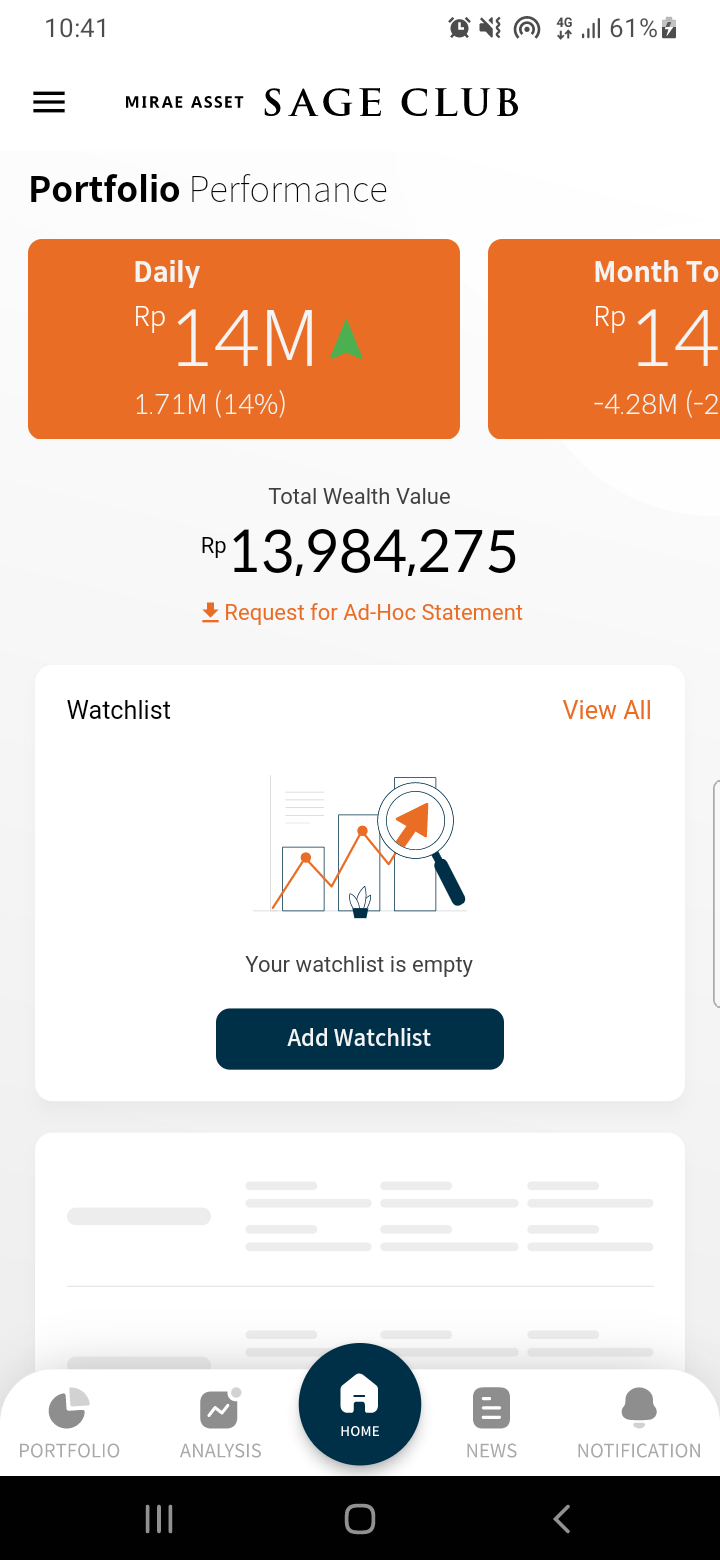 10:41 4G 61%
MIRAE ASSET SAGE CLUB
Portfolio Performance
Daily
Rp 14M
1.71M (14%)
Month To
Rp 14
-4.28M (-2
Total Wealth Value
Rp 13,984,275
Request for Ad-Hoc Statement
Watchlist
View All
Your watchlist is empty
Add Watchlist
PORTFOLIO
ANALYSIS
HOME
NEWS
NOTIFICATION